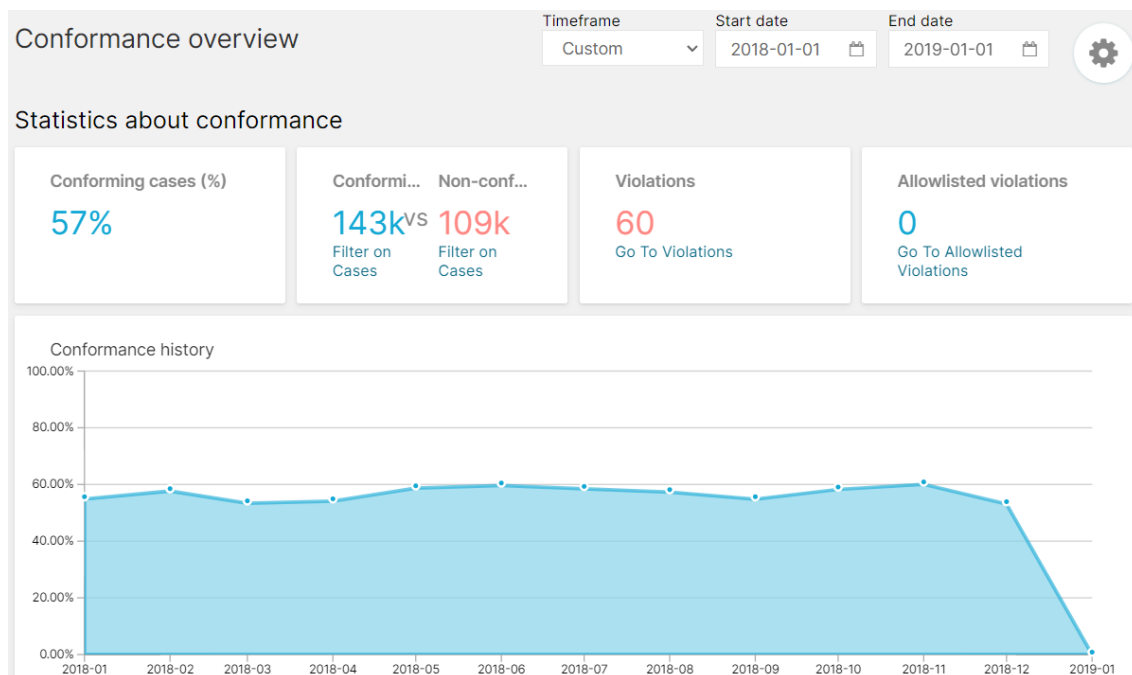 Conformance overview
Timeframe
Custom
Start date
2018-01-01
End date
2019-01-01
Statistics about conformance
Conforming cases (%)
57%
Conformi... Non-conf...
143k vs 109k
Filter on Cases
Filter on Cases
Violations
60
Go To Violations
Allowlisted violations
0
Go To Allowlisted
Violations
Conformance history
100.00%
80.00%
60.00%
40.00%
20.00%
0.00%
2018-01 2018-02 2018-03 2018-04 2018-05 2018-06 2018-07 2018-08 2018-09 2018-10 2018-11 2018-12 2019-01